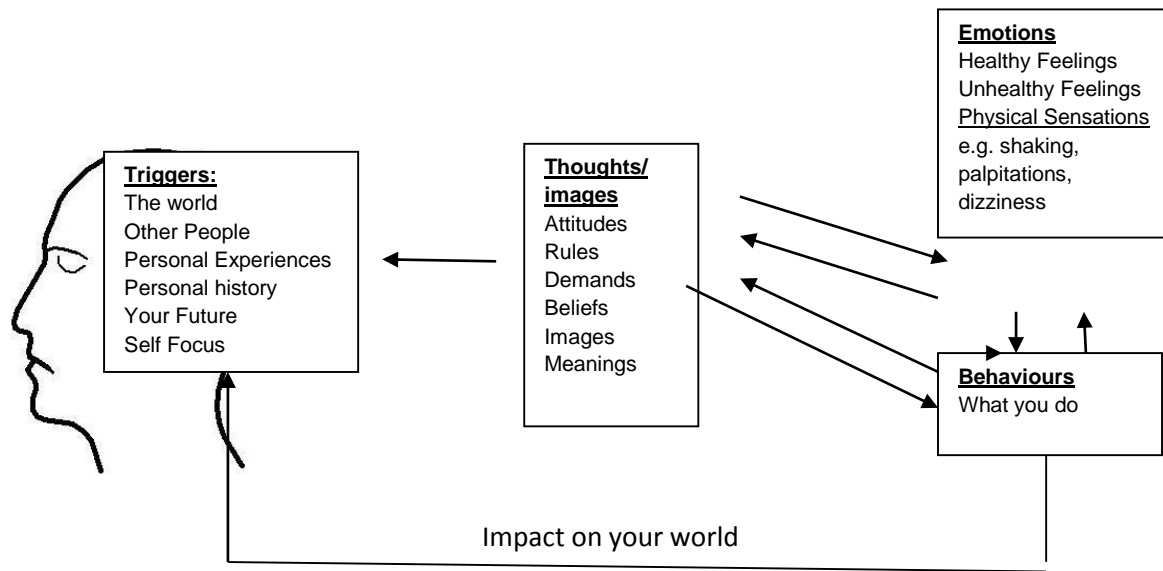 Triggers:
The world
Other People
Personal Experiences
Personal history
Your Future
Self Focus
Thoughts/
images
Attitudes
Rules
Demands
Beliefs
Images
Meanings
Emotions
Healthy Feelings
Unhealthy Feelings
Physical Sensations
e.g. shaking,
palpitations,
dizziness
Behaviours
What you do
Impact on your world